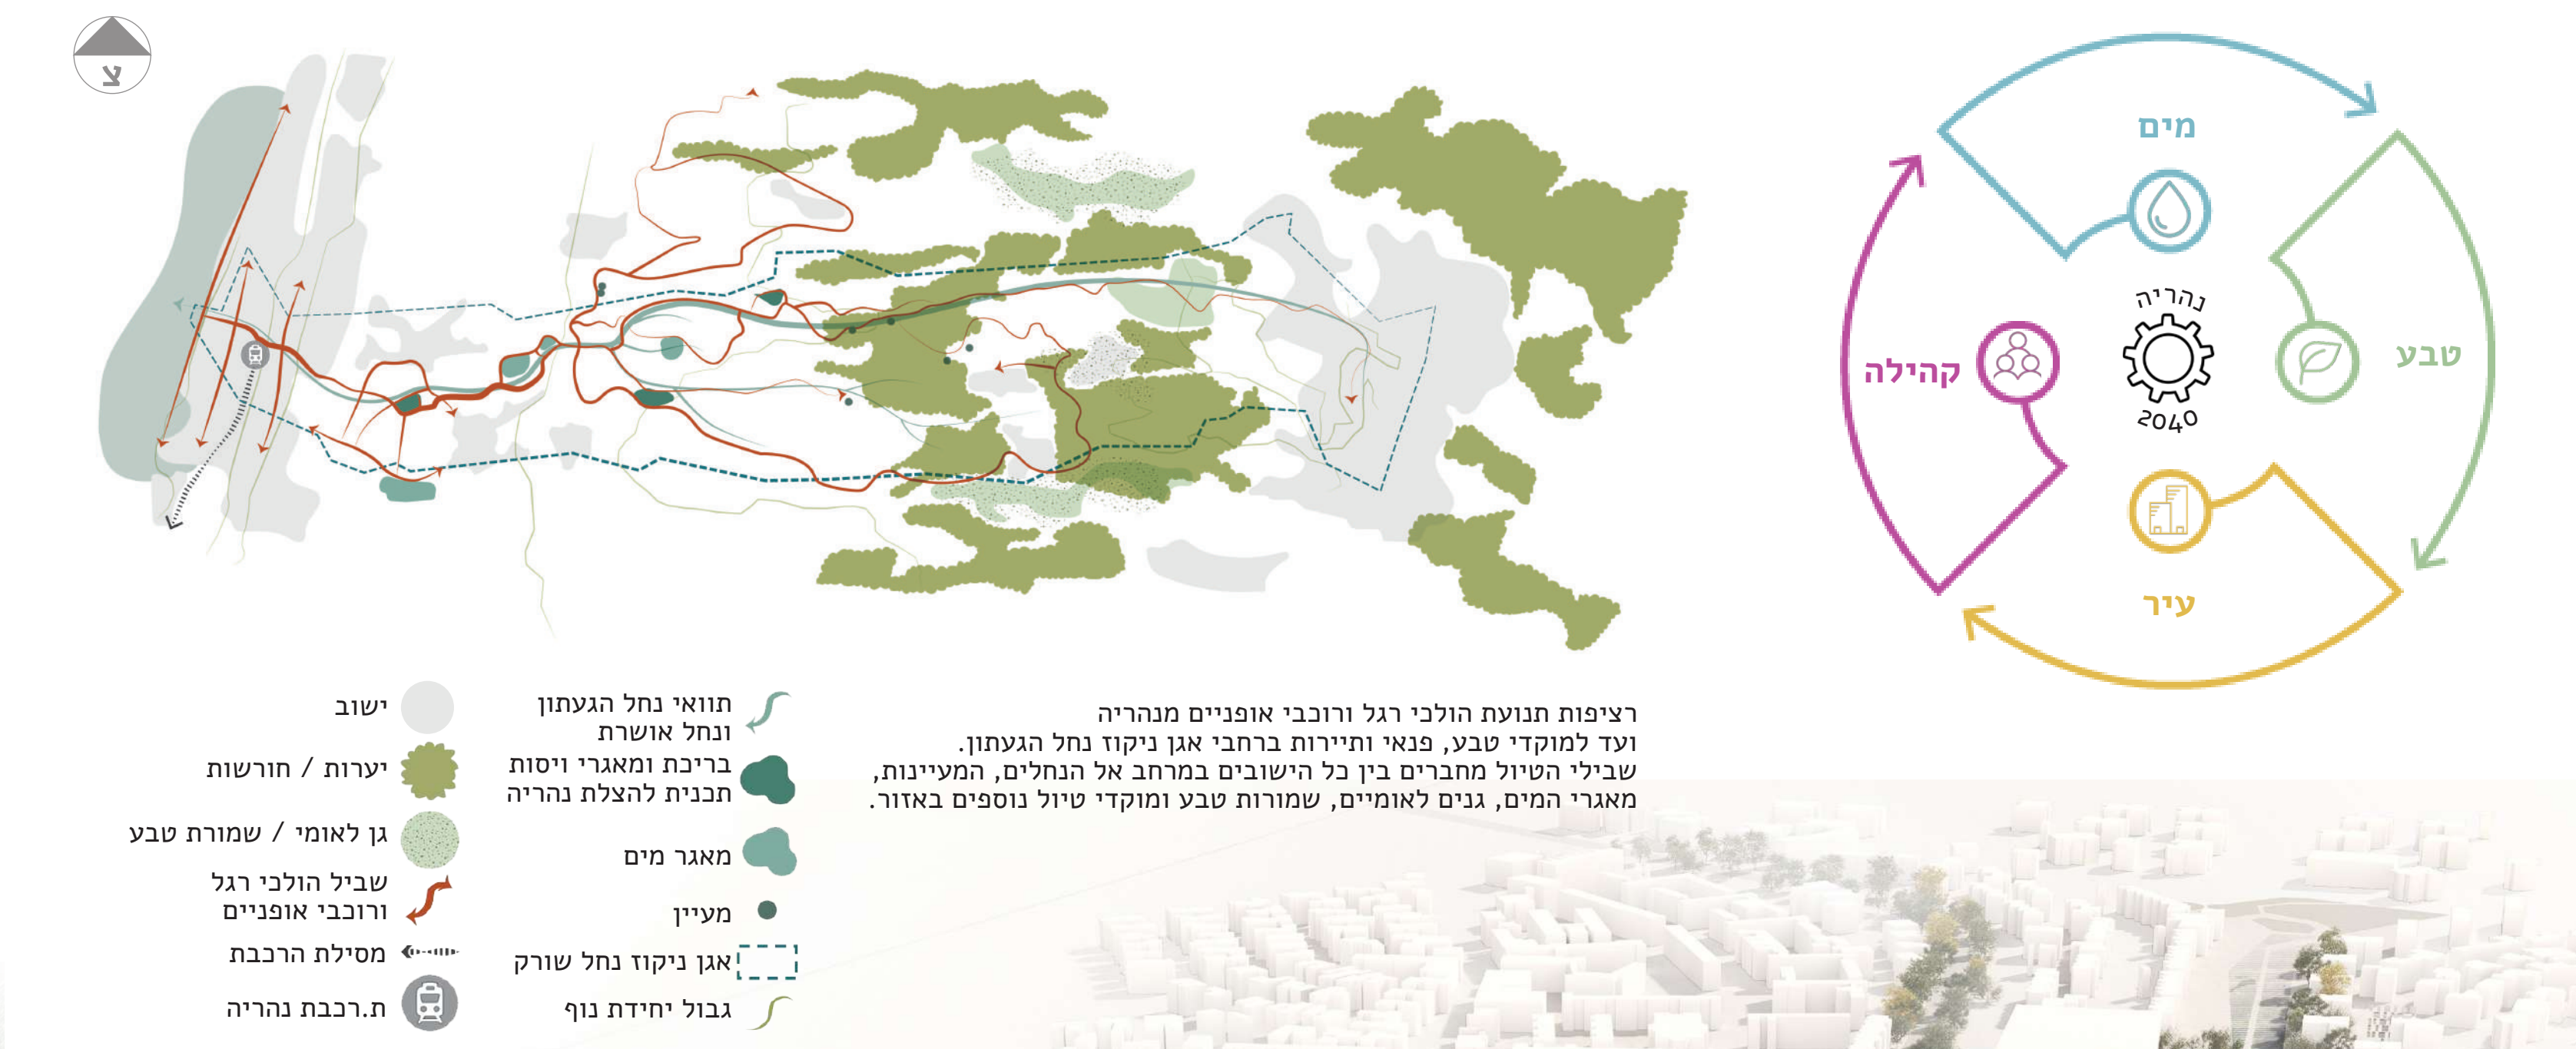 צ
מים
טבע
עיר
קהילה
נהריה
2040
רציפות תנועת הולכי רגל ורוכבי אופניים מנהריה
ועד למוקדי טבע, פנאי ותיירות ברחבי אגן ניקוז נחל הגעתון.
שבילי הטיול מחברים בין כל הישובים במרחב אל הנחלים, המעיינות,
מאגרי המים, גנים לאומיים, שמורות טבע ומוקדי טיול נוספים באזור.
תוואי נחל הגעתון
ונחל אושרת
בריכת ומאגרי ויסות
תכנית להצלת נהריה
מאגר מים
מעיין
אגן ניקוז נחל שורק
גבול יחידת נוף
ישוב
יערות / חורשות
גן לאומי / שמורת טבע
שביל הולכי רגל
ורוכבי אופניים
מסילת הרכבת
ת.רכבת נהריה